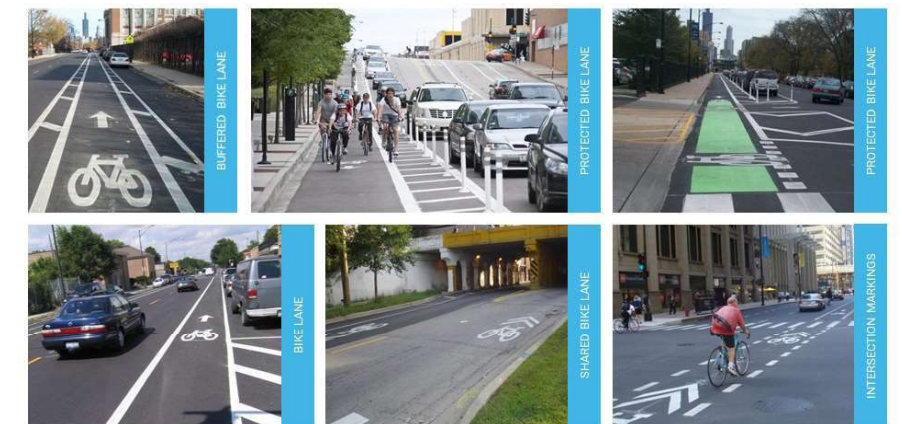 BUFFERED BIKE LANE
PROTECTED BIKE LANE
PROTECTED BIKE LANE
BIKE LANE
SHARED BIKE LANE
INTERSECTION MARKINGS